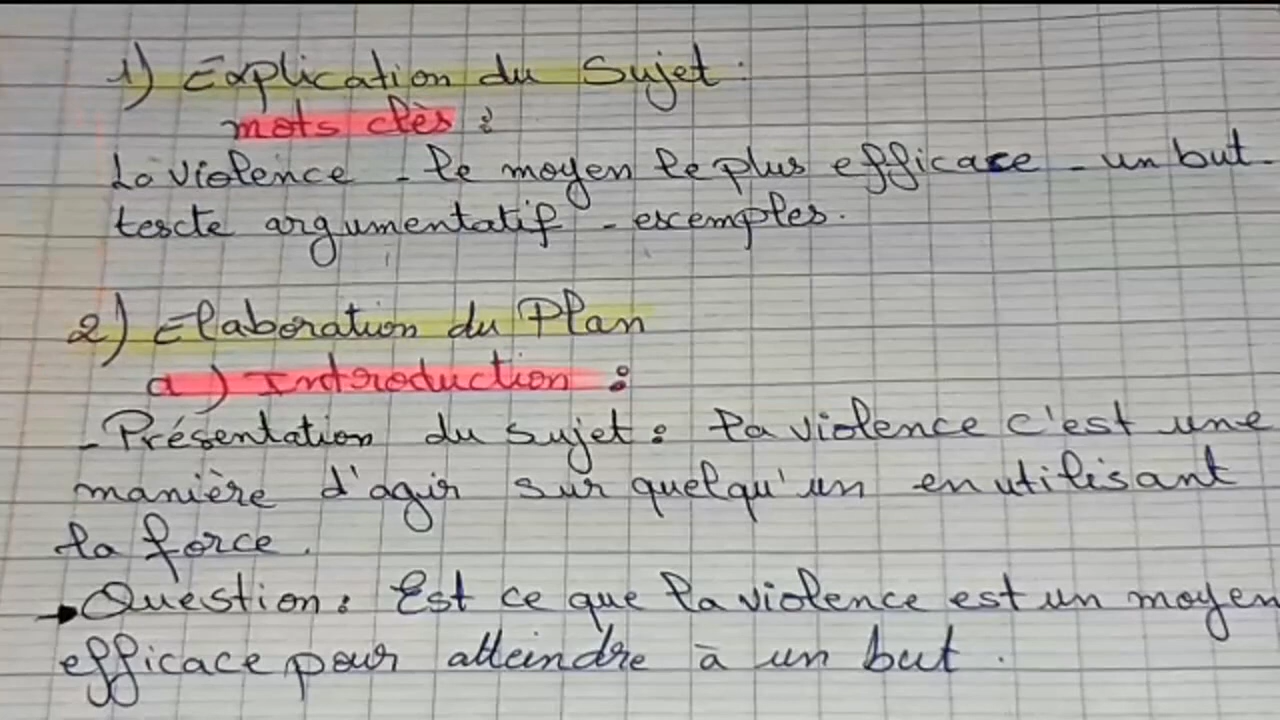 1) Explication du Sujet.
mots clès :
La violence - le moyen le plus efficace - un but -
texte argumentatif - exemples.
2) Elaboration du Plan
a) Introduction :
- Présentation du sujet : la violence c'est une
manière d'agir sur quelqu'un en utilisant
la force.
→ Question : Est ce que la violence est un moyen
efficace pour atteindre à un but.